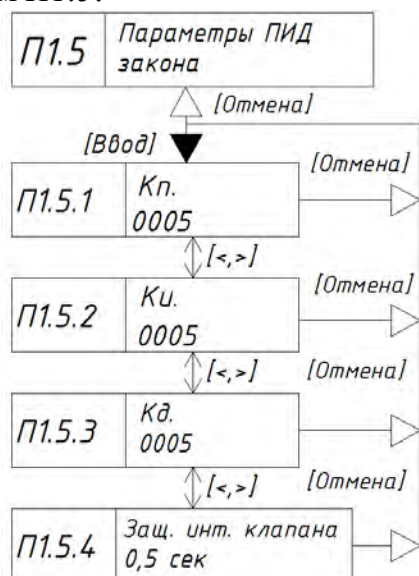 П1.5
Параметры ПИД
закона
[Отмена]
[Ввод]
[Отмена]
П1.5.1
Кп.
0005
[<,>]
[Отмена]
П1.5.2
Ки.
0005
[<,>]
[Отмена]
П1.5.3
Кд.
0005
[<,>]
[Отмена]
П1.5.4
Защ. инт. клапана
0,5 сек